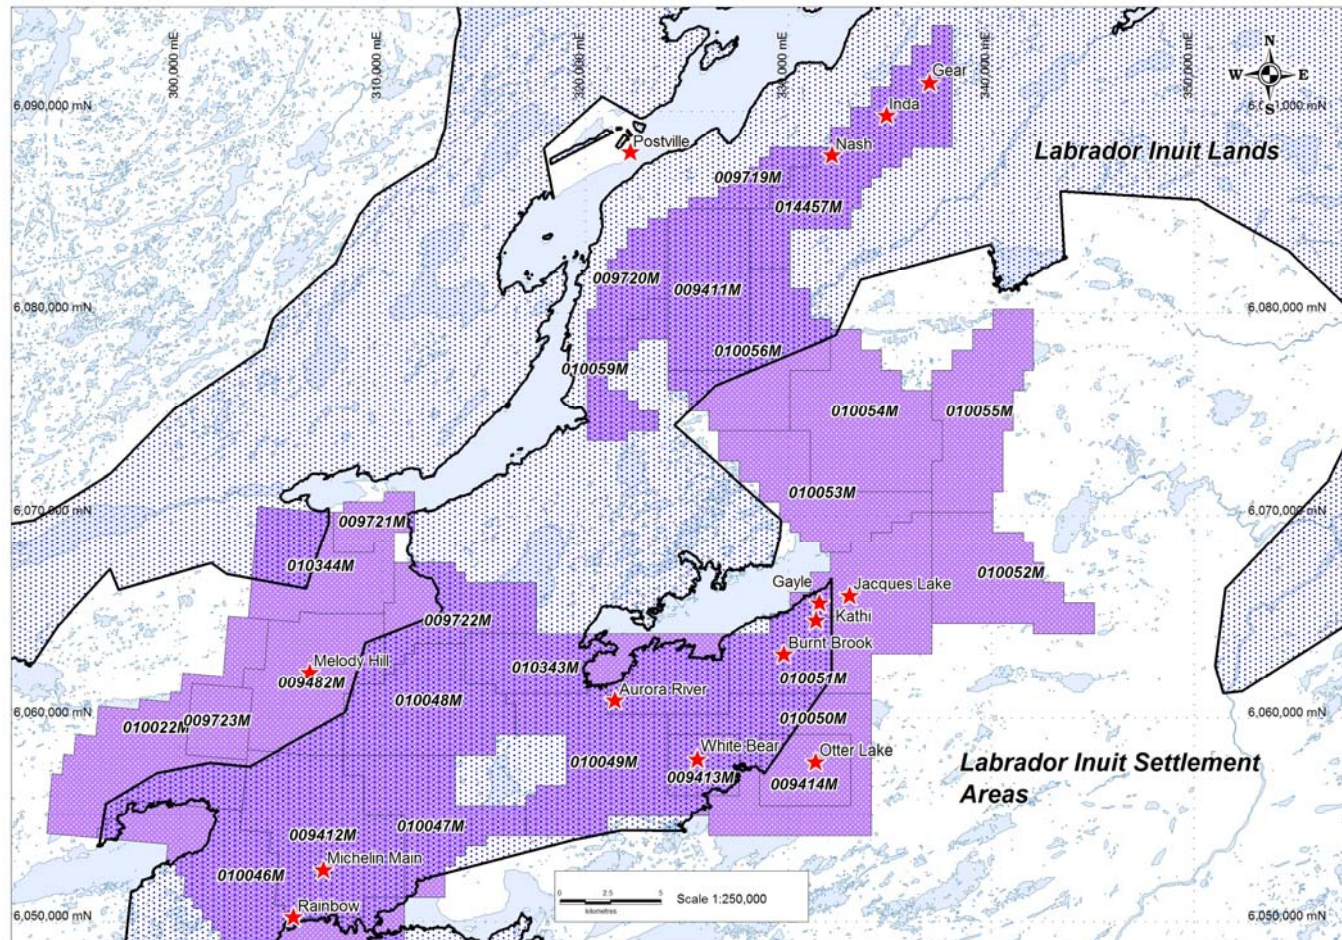 300,000 mE
310,000 mE
320,000 mE
330,000 mE
340,000 mE
350,000 mE
N
W E
S
6,090,000 mN
Gear
Inda
Postville
Nash
Labrador Inuit Lands
009719M
014457M
009720M
009411M
6,080,000 mN
6,080,000 mN
010056M
010059M
010054M
010055M
010053M
6,070,000 mN
6,070,000 mN
009721M
010344M
010052M
Gayle
Jacques Lake
Kathi
009722M
Burnt Brook
010343M
Melody Hill
009482M
010051M
Aurora River
010048M
010022M
009723M
010050M
6,060,000 mN
6,060,000 mN
White Bear
Otter Lake
010049M
009413M
009414M
Labrador Inuit Settlement
Areas
010047M
009412M
Michelin Main
010046M
0 2.5 5
kilometres
Scale 1:250,000
Rainbow
6,050,000 mN
6,050,000 mN